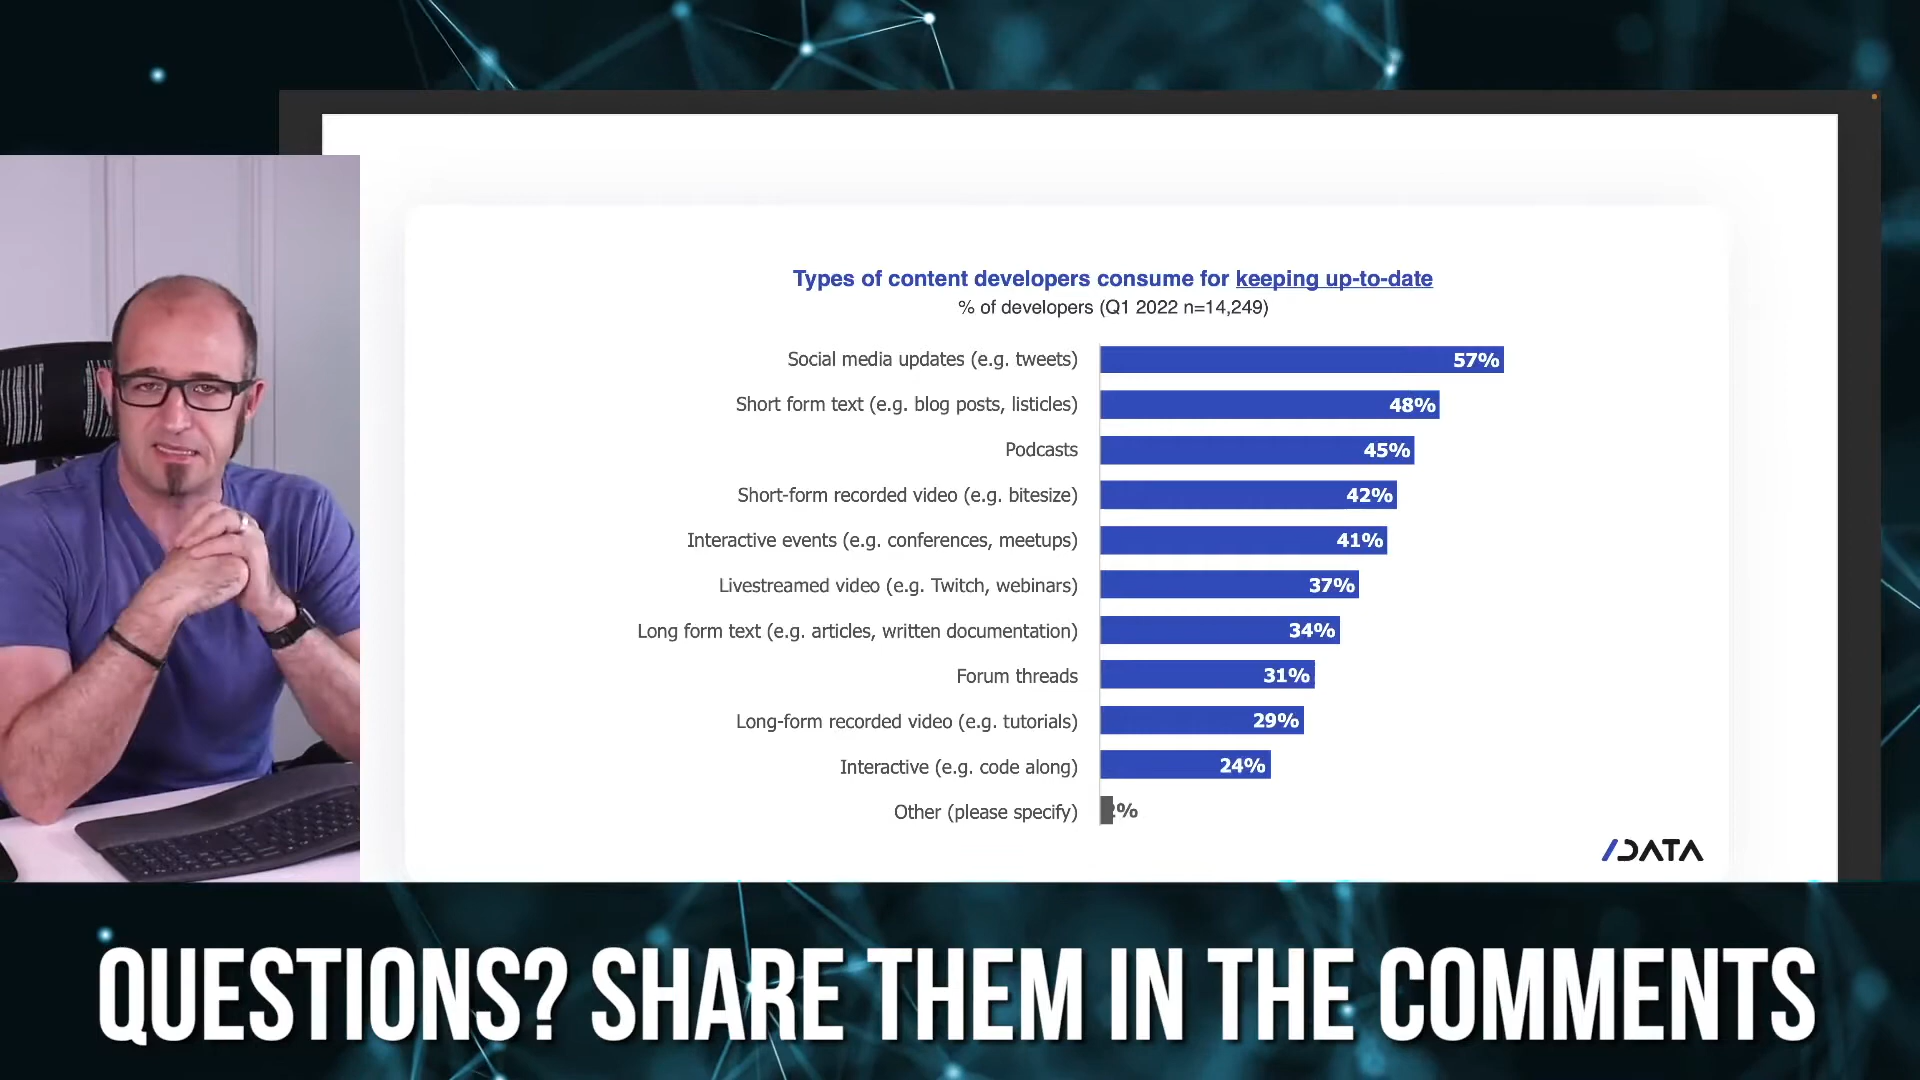 Types of content developers consume for keeping up-to-date
% of developers (Q1 2022 n=14,249)
Social media updates (e.g. tweets) 57%
Short form text (e.g. blog posts, listicles) 48%
Podcasts 45%
Short-form recorded video (e.g. bitesize) 42%
Interactive events (e.g. conferences, meetups) 41%
Livestreamed video (e.g. Twitch, webinars) 37%
Long form text (e.g. articles, written documentation) 34%
Forum threads 31%
Long-form recorded video (e.g. tutorials) 29%
Interactive (e.g. code along) 24%
Other (please specify) 2%
/DATA
QUESTIONS? SHARE THEM IN THE COMMENTS